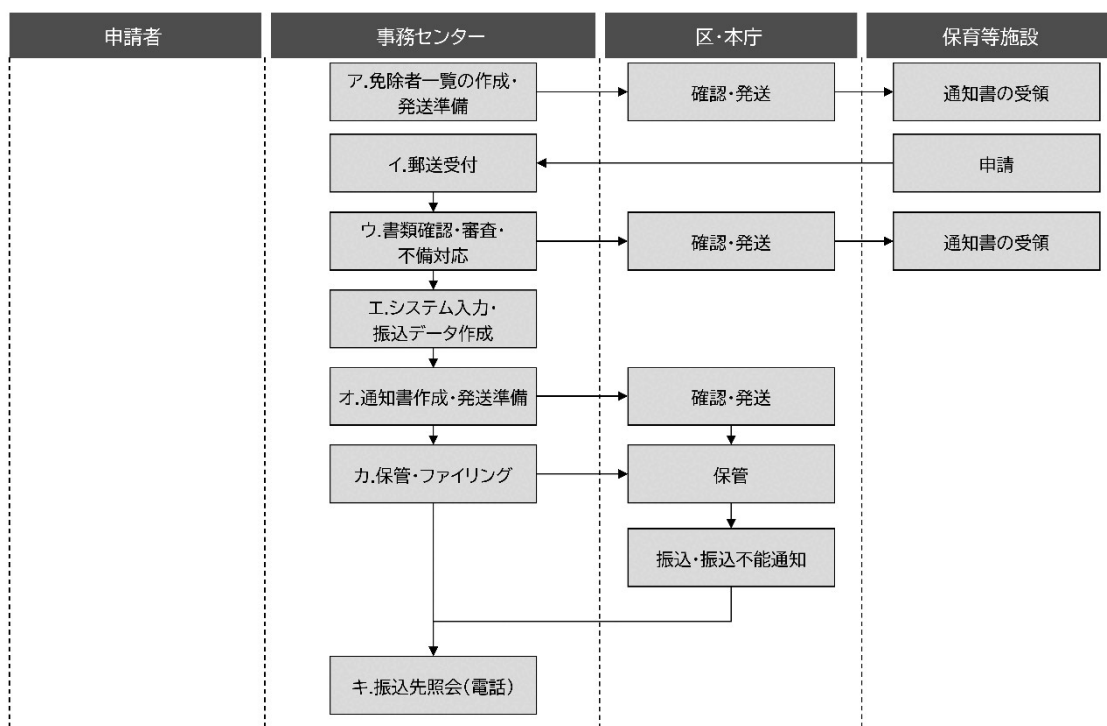 申請者
事務センター
区・本庁
保育等施設
ア.免除者一覧の作成・
発送準備
確認・発送
通知書の受領
イ.郵送受付
申請
ウ.書類確認・審査・
不備対応
確認・発送
通知書の受領
エ.システム入力・
振込データ作成
オ.通知書作成・発送準備
確認・発送
カ.保管・ファイリング
保管
振込・振込不能通知
キ.振込先照会(電話)